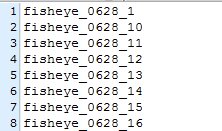 1 fisheye_0628_1
2 fisheye_0628_10
3 fisheye_0628_11
4 fisheye_0628_12
5 fisheye_0628_13
6 fisheye_0628_14
7 fisheye_0628_15
8 fisheye_0628_16